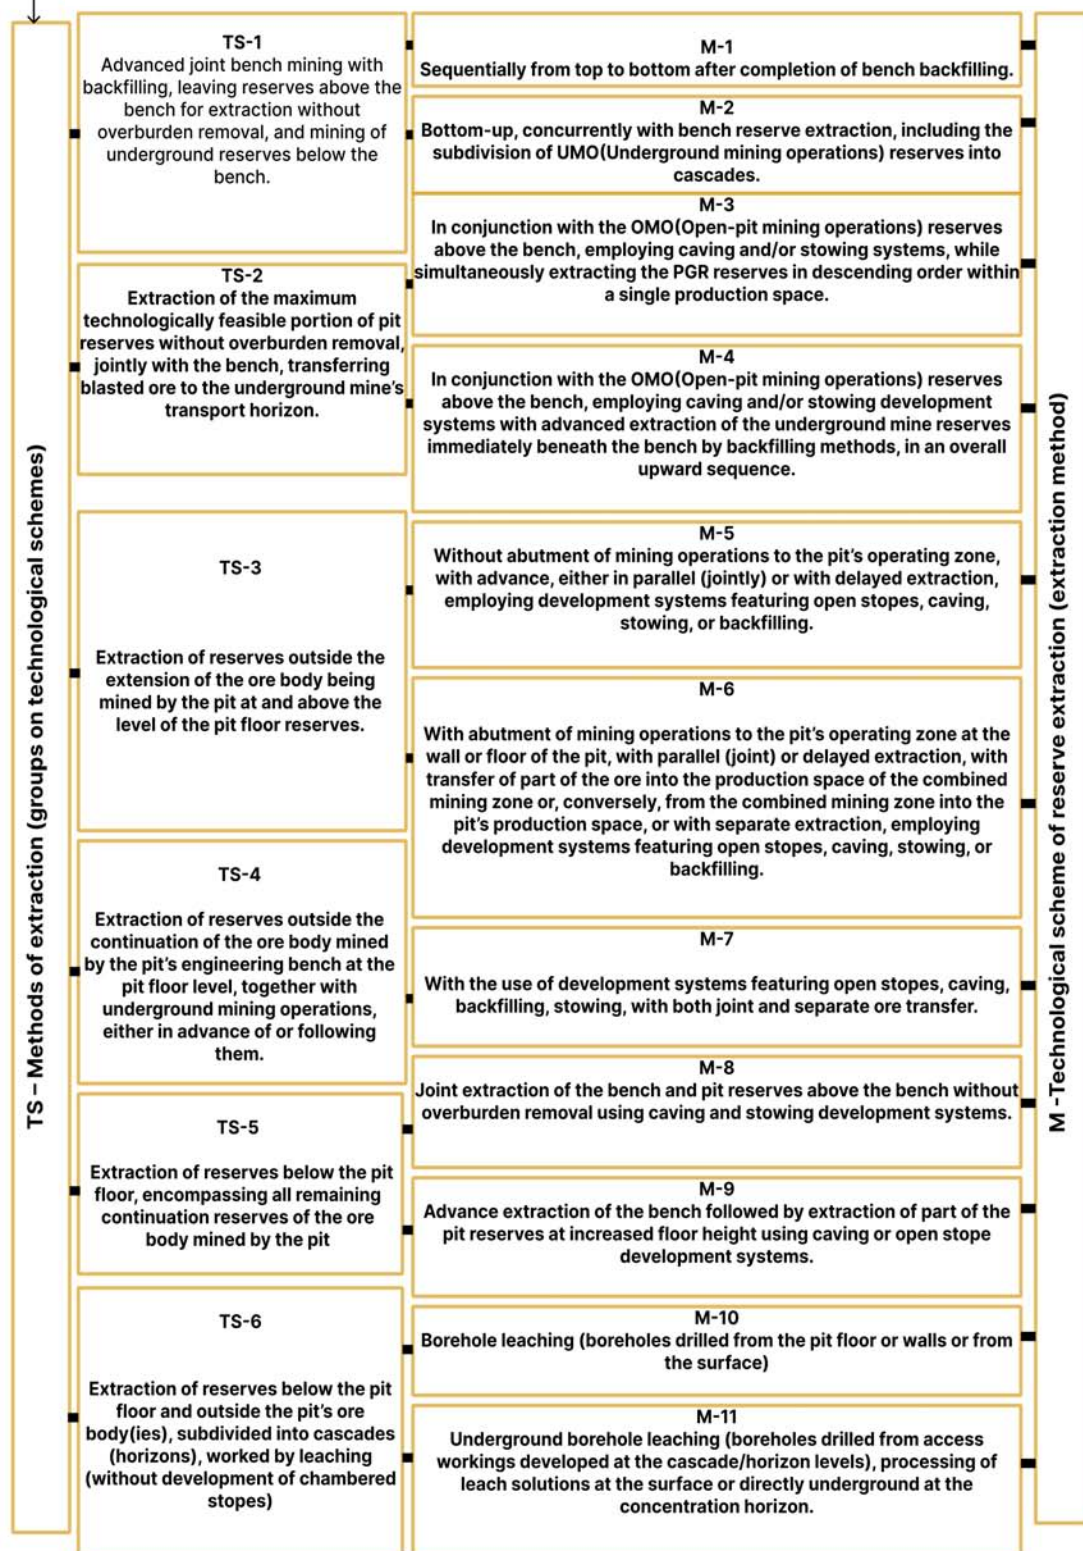 TS – Methods of extraction (groups on technological schemes)
TS-1
Advanced joint bench mining with
backfilling, leaving reserves above the
bench for extraction without
overburden removal, and mining of
underground reserves below the
bench.
TS-2
Extraction of the maximum
technologically feasible portion of pit
reserves without overburden removal,
jointly with the bench, transferring
blasted ore to the underground mine's
transport horizon.
TS-3
Extraction of reserves outside the
extension of the ore body being
mined by the pit at and above the
level of the pit floor reserves.
TS-4
Extraction of reserves outside the
continuation of the ore body mined
by the pit's engineering bench at the
pit floor level, together with
underground mining operations,
either in advance of or following
them.
TS-5
Extraction of reserves below the pit
floor, encompassing all remaining
continuation reserves of the ore
body mined by the pit
TS-6
Extraction of reserves below the pit
floor and outside the pit's ore
body(ies), subdivided into cascades
(horizons), worked by leaching
(without development of chambered
stopes)
M-1
Sequentially from top to bottom after completion of bench backfilling.
M-2
Bottom-up, concurrently with bench reserve extraction, including the
subdivision of UMO(Underground mining operations) reserves into
cascades.
M-3
In conjunction with the OMO(Open-pit mining operations) reserves
above the bench, employing caving and/or stowing systems, while
simultaneously extracting the PGR reserves in descending order within
a single production space.
M-4
In conjunction with the OMO(Open-pit mining operations) reserves
above the bench, employing caving and/or stowing development
systems with advanced extraction of the underground mine reserves
immediately beneath the bench by backfilling methods, in an overall
upward sequence.
M-5
Without abutment of mining operations to the pit's operating zone,
with advance, either in parallel (jointly) or with delayed extraction,
employing development systems featuring open stopes, caving,
stowing, or backfilling.
M-6
With abutment of mining operations to the pit's operating zone at the
wall or floor of the pit, with parallel (joint) or delayed extraction, with
transfer of part of the ore into the production space of the combined
mining zone or, conversely, from the combined mining zone into the
pit's production space, or with separate extraction, employing
development systems featuring open stopes, caving, stowing, or
backfilling.
M-7
With the use of development systems featuring open stopes, caving,
backfilling, stowing, with both joint and separate ore transfer.
M-8
Joint extraction of the bench and pit reserves above the bench without
overburden removal using caving and stowing development systems.
M-9
Advance extraction of the bench followed by extraction of part of the
pit reserves at increased floor height using caving or open stope
development systems.
M-10
Borehole leaching (boreholes drilled from the pit floor or walls or from
the surface)
M-11
Underground borehole leaching (boreholes drilled from access
workings developed at the cascade/horizon levels), processing of
leach solutions at the surface or directly underground at the
concentration horizon.
M -Technological scheme of reserve extraction (extraction method)